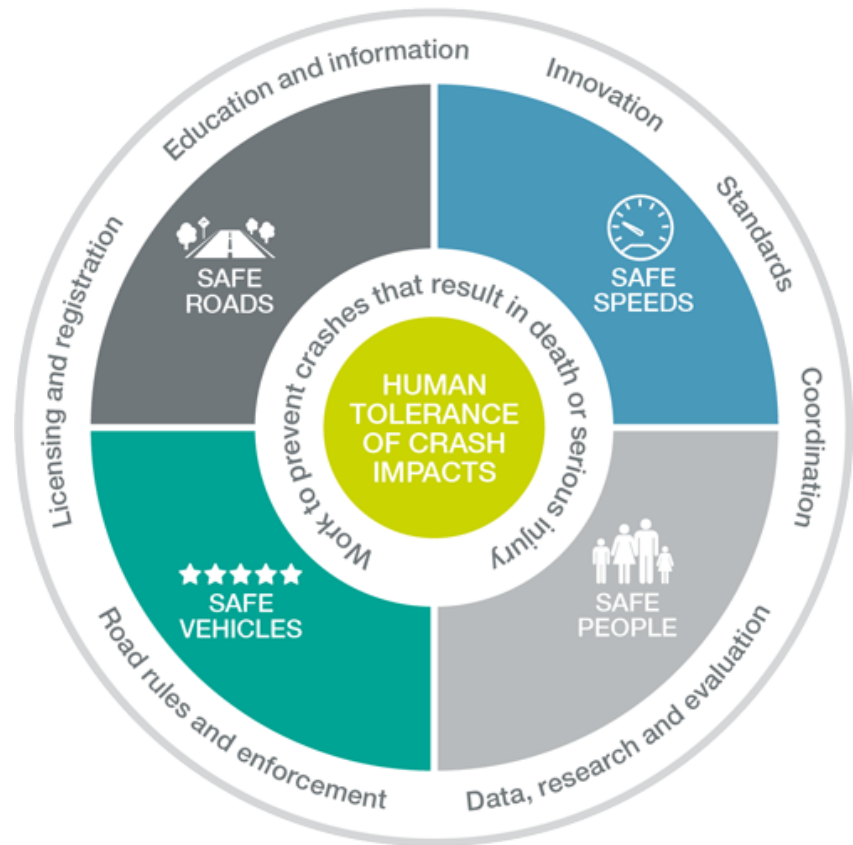 Education and information
Innovation
Standards
Coordination
Data, research and evaluation
Road rules and enforcement
Licensing and registration
SAFE
ROADS
SAFE
SPEEDS
SAFE
PEOPLE
SAFE
VEHICLES
Work to prevent crashes that result in death or serious injury
HUMAN
TOLERANCE
OF CRASH
IMPACTS